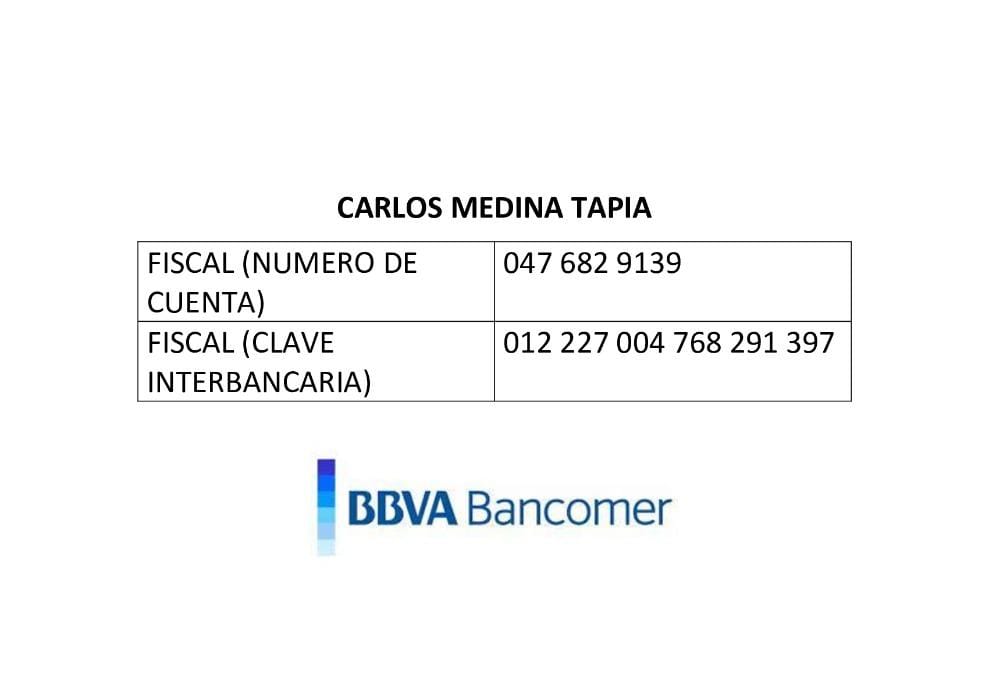 CARLOS MEDINA TAPIA
FISCAL (NUMERO DE CUENTA)
047 682 9139
FISCAL (CLAVE INTERBANCARIA)
012 227 004 768 291 397
BBVA Bancomer